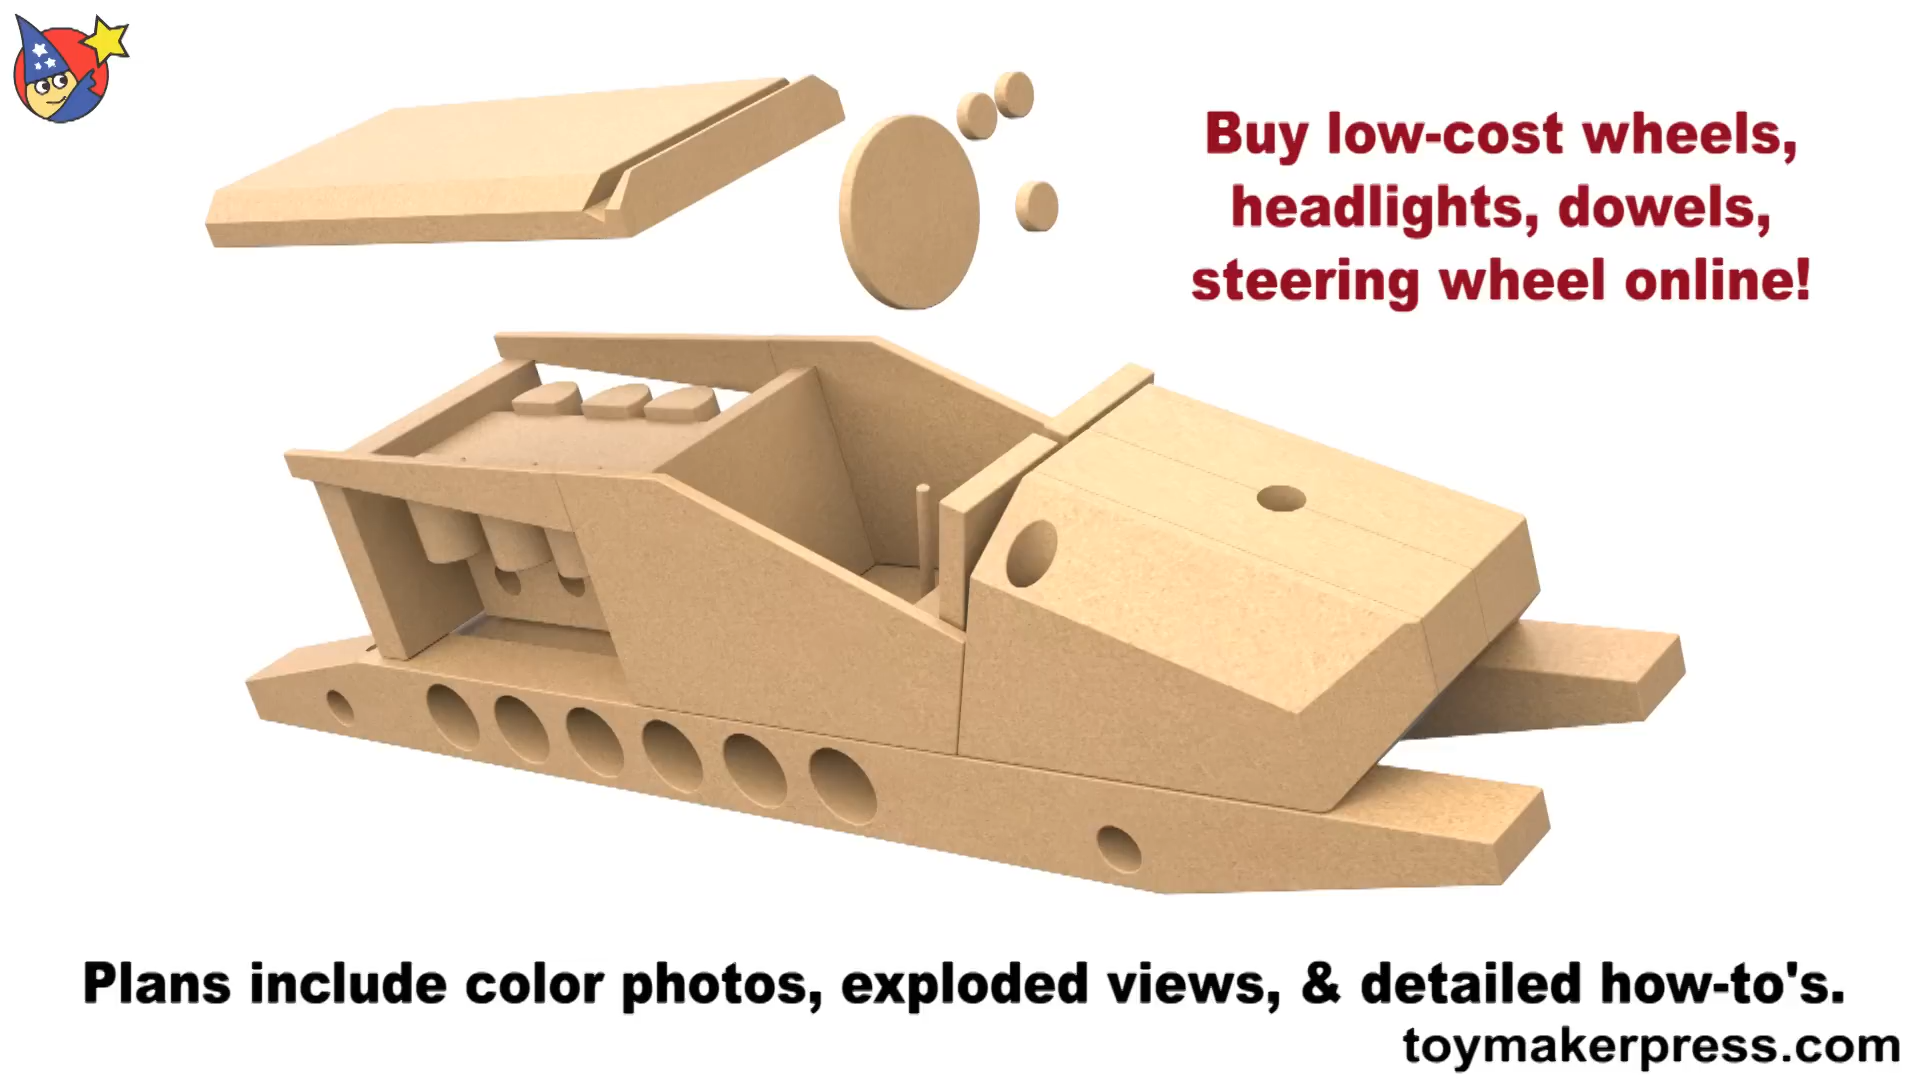 Buy low-cost wheels,
headlights, dowels,
steering wheel online!
Plans include color photos, exploded views, & detailed how-to's.
toymakerpress.com